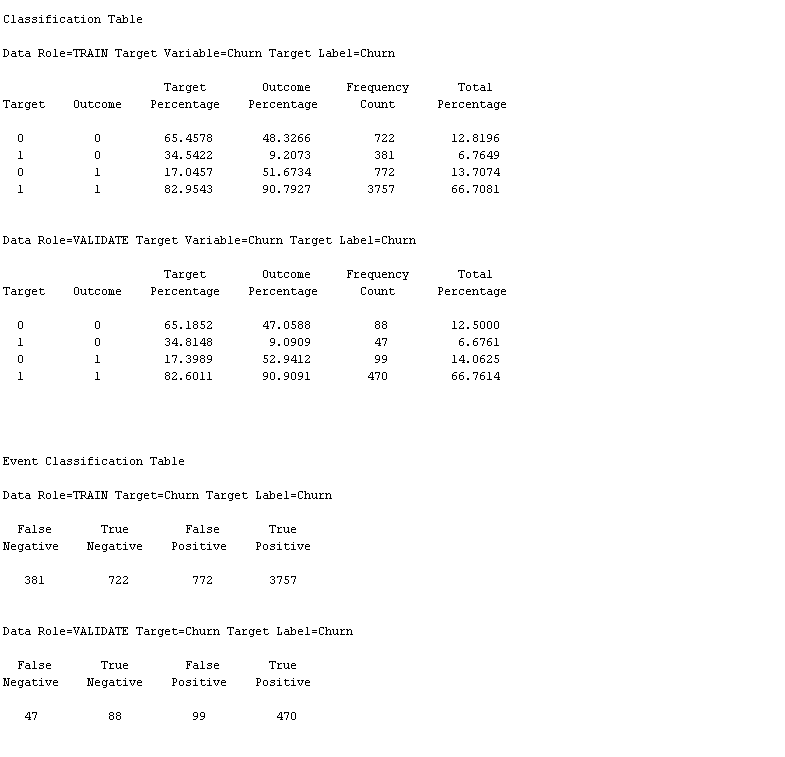 Classification Table
Data Role=TRAIN Target Variable=Churn Target Label=Churn
Target Outcome Frequency Total
Target Outcome Percentage Percentage Count Percentage
0 0 65.4578 48.3266 722 12.8196
1 0 34.5422 9.2073 381 6.7649
0 1 17.0457 51.6734 772 13.7074
1 1 82.9543 90.7927 3757 66.7081
Data Role=VALIDATE Target Variable=Churn Target Label=Churn
Target Outcome Frequency Total
Target Outcome Percentage Percentage Count Percentage
0 0 65.1852 47.0588 88 12.5000
1 0 34.8148 9.0909 47 6.6761
0 1 17.3989 52.9412 99 14.0625
1 1 82.6011 90.9091 470 66.7614
Event Classification Table
Data Role=TRAIN Target=Churn Target Label=Churn
False True False True
Negative Negative Positive Positive
381 722 772 3757
Data Role=VALIDATE Target=Churn Target Label=Churn
False True False True
Negative Negative Positive Positive
47 88 99 470